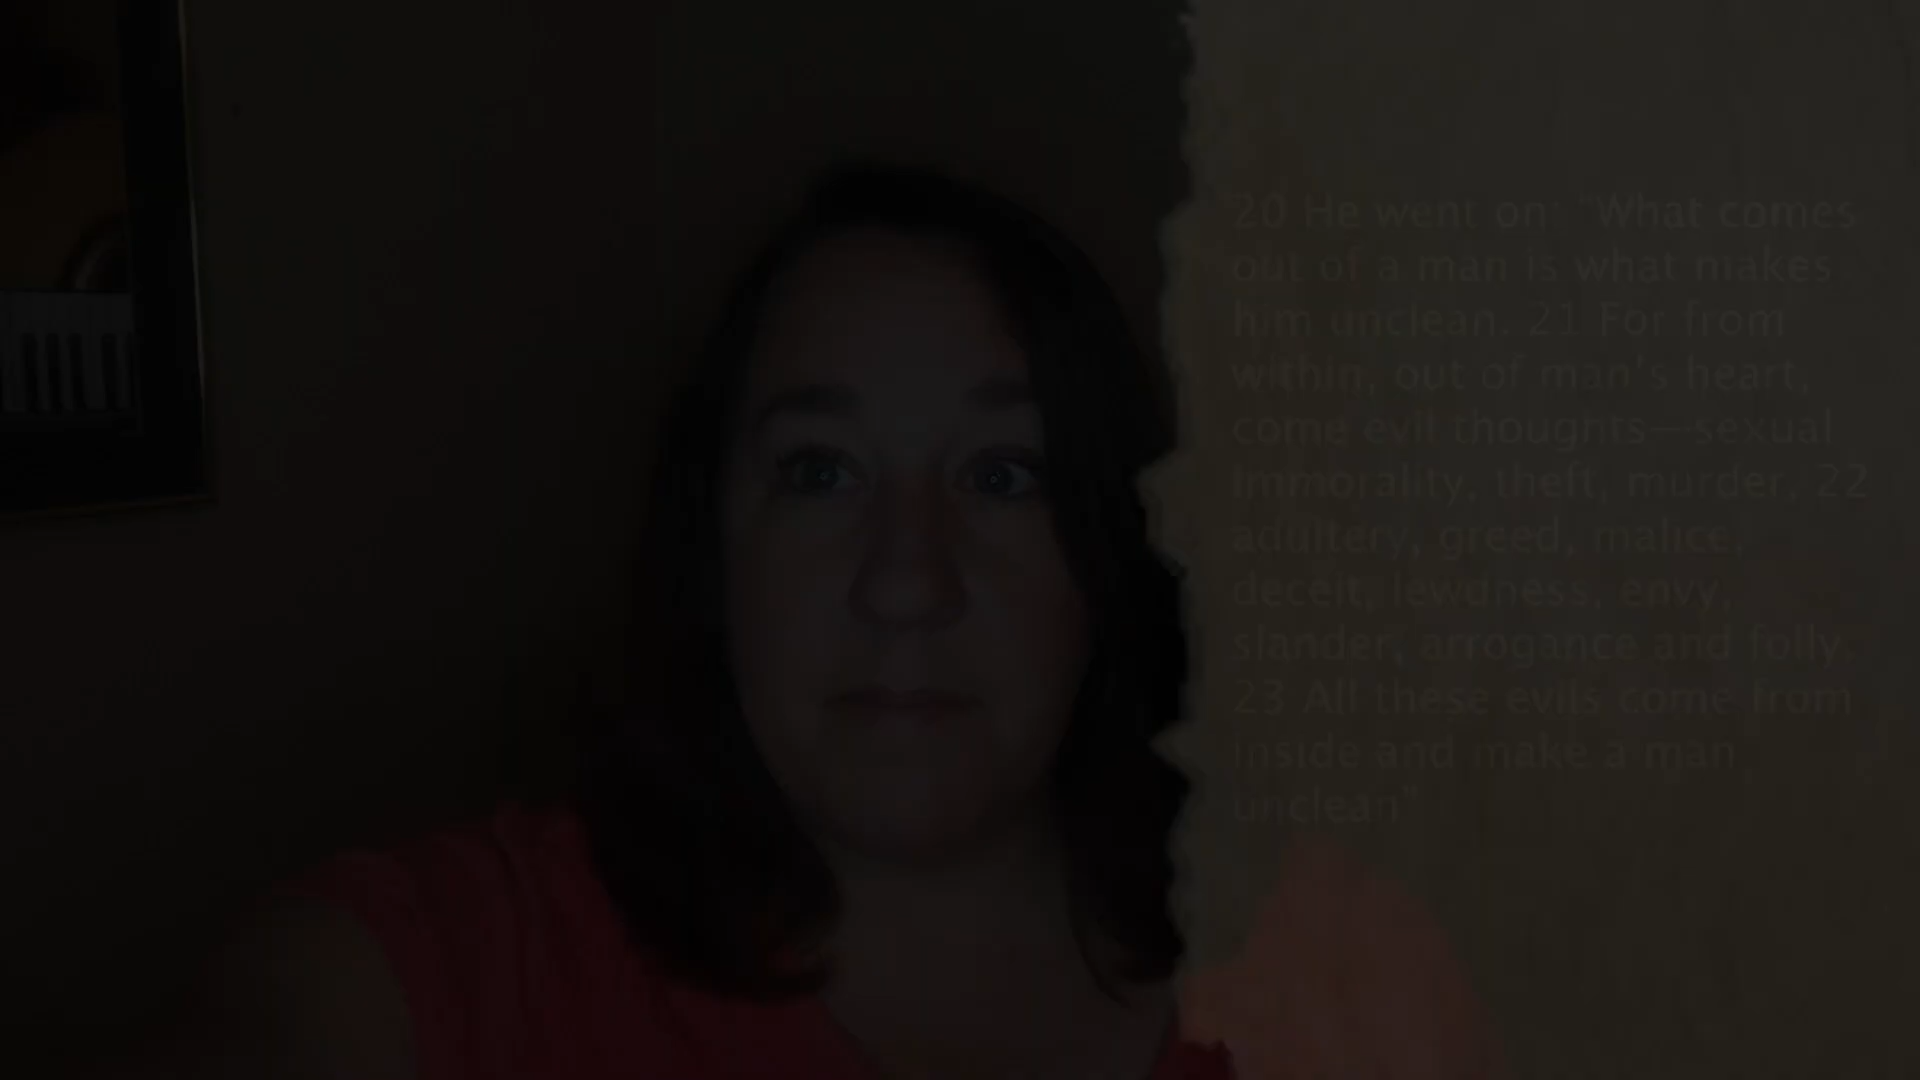 20 He went on: "What comes
out of a man is what makes
him unclean. 21 For from
within, out of man's heart,
come evil thoughts—sexual
immorality, theft, murder, 22
adultery, greed, malice,
deceit, lewdness, envy,
slander, arrogance and folly.
23 All these evils come from
inside and make a man
unclean"